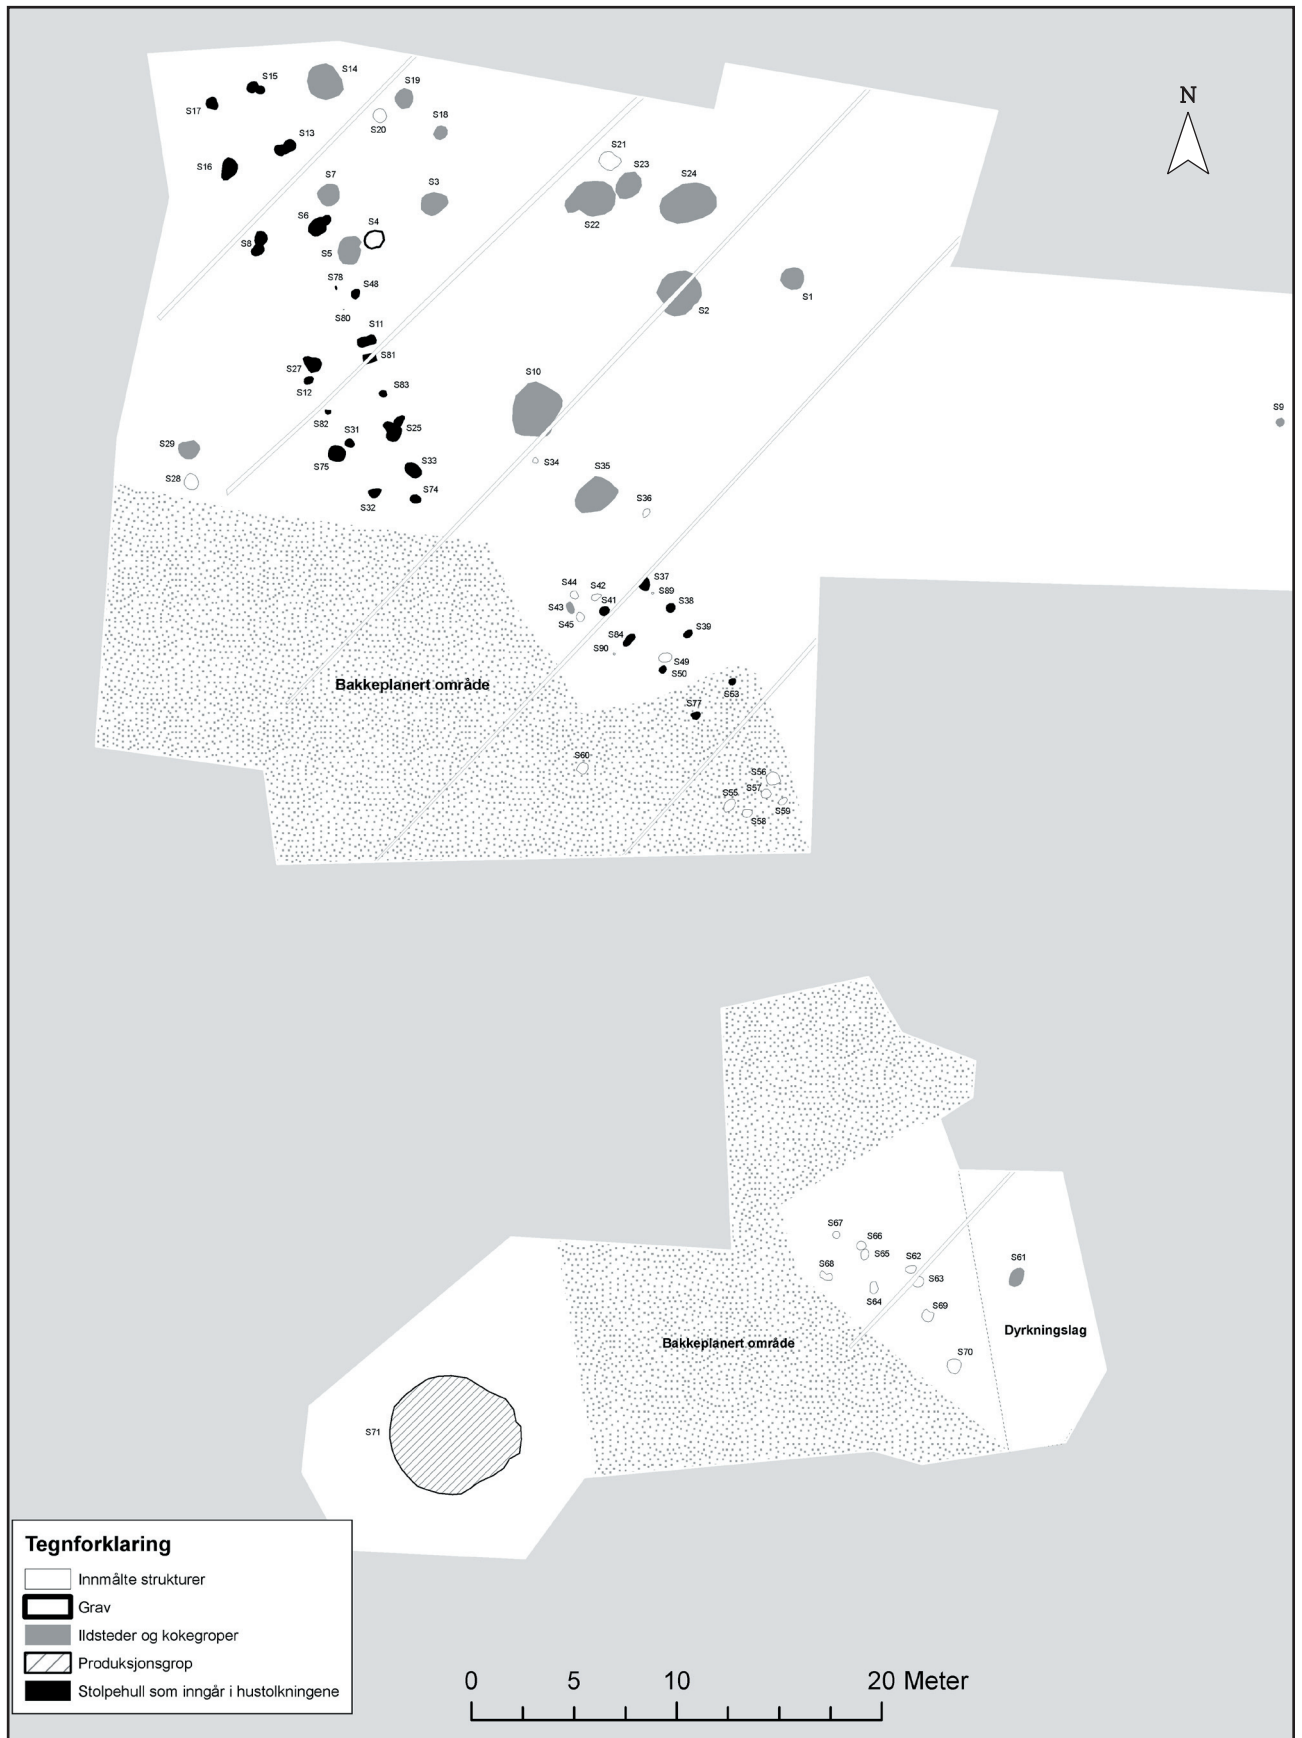 N
S14
S15
S19
S17
S18
S20
S13
S21
S16
S23
S24
S7
S3
S6
S4
S22
S8
S5
S78
S48
S1
S2
S80
S11
S81
S27
S10
S83
S12
S9
S82
S31
S25
S29
S75
S33
S34
S35
S28
S74
S36
S32
S37
S44
S42
S89
S43
S41
S38
S45
S39
S84
S90
S49
S50
Bakkeplanert område
S53
S77
S60
S56
S57
S55
S59
S58
S67
S66
S65
S62
S61
S68
S63
S64
S69
Dyrkningslag
Bakkeplanert område
S70
S71
Tegnforklaring
Innmålte strukturer
Grav
Ildsteder og kokegroper
Produksjonsgrop
Stolpehull som inngår i hustolkningene
0 5 10 20 Meter